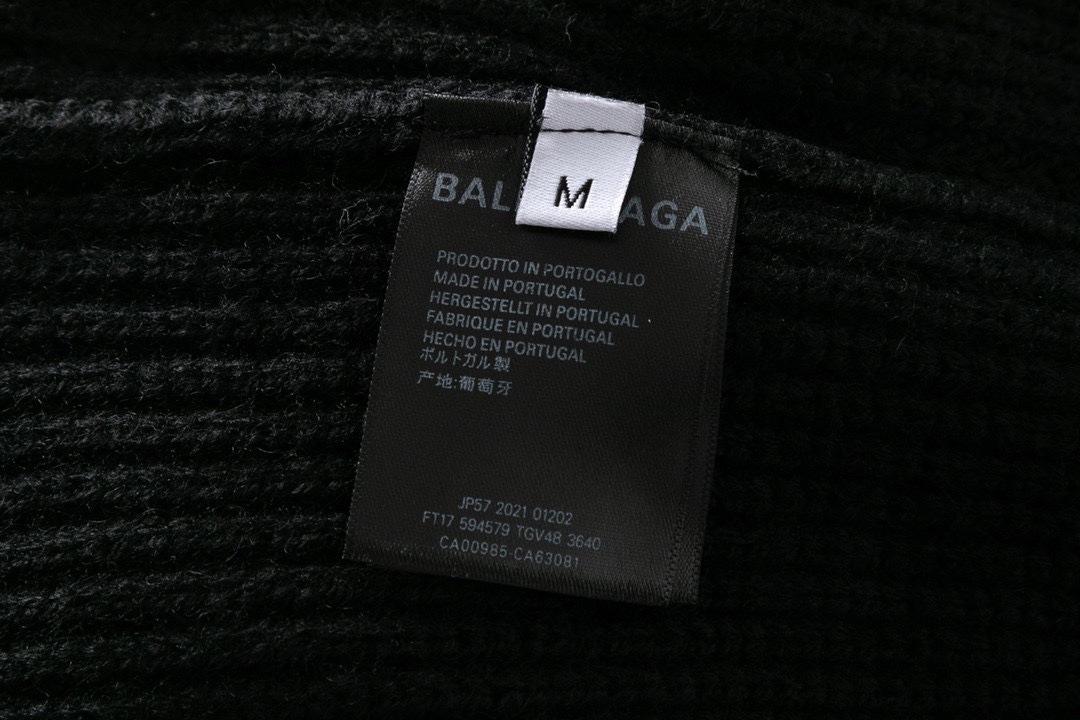 M
BAL AGA
PRODOTTO IN PORTOGALLO
MADE IN PORTUGAL
HERGESTELLT IN PORTUGAL
FABRIQUE EN PORTUGAL
HECHO EN PORTUGAL
ポルトガル製
产地:葡萄牙
JP57 2021 01202
FT17 594579 TGV48 3640
CA00985-CA63081